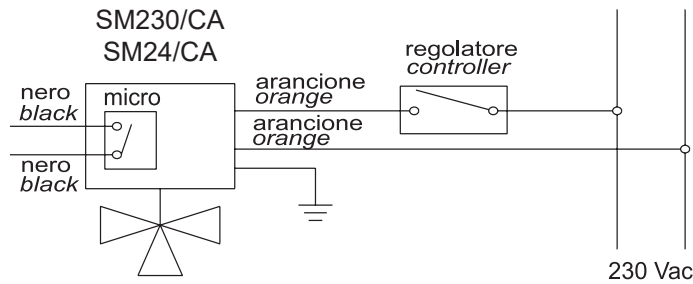 SM230/CA
SM24/CA
regolatore
controller
nero
black
micro
arancione
orange
arancione
orange
nero
black
230 Vac